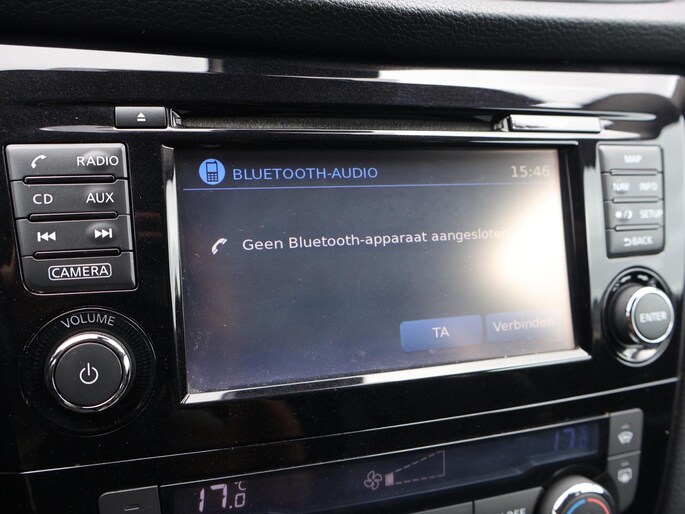 RADIO
CD AUX
CAMERA
VOLUME
BLUETOOTH-AUDIO 15:46
Geen Bluetooth-apparaat aangesloten
TA Verbinden
MAP
NAV INFO
SETUP
BACK
ENTER
17.0 °C